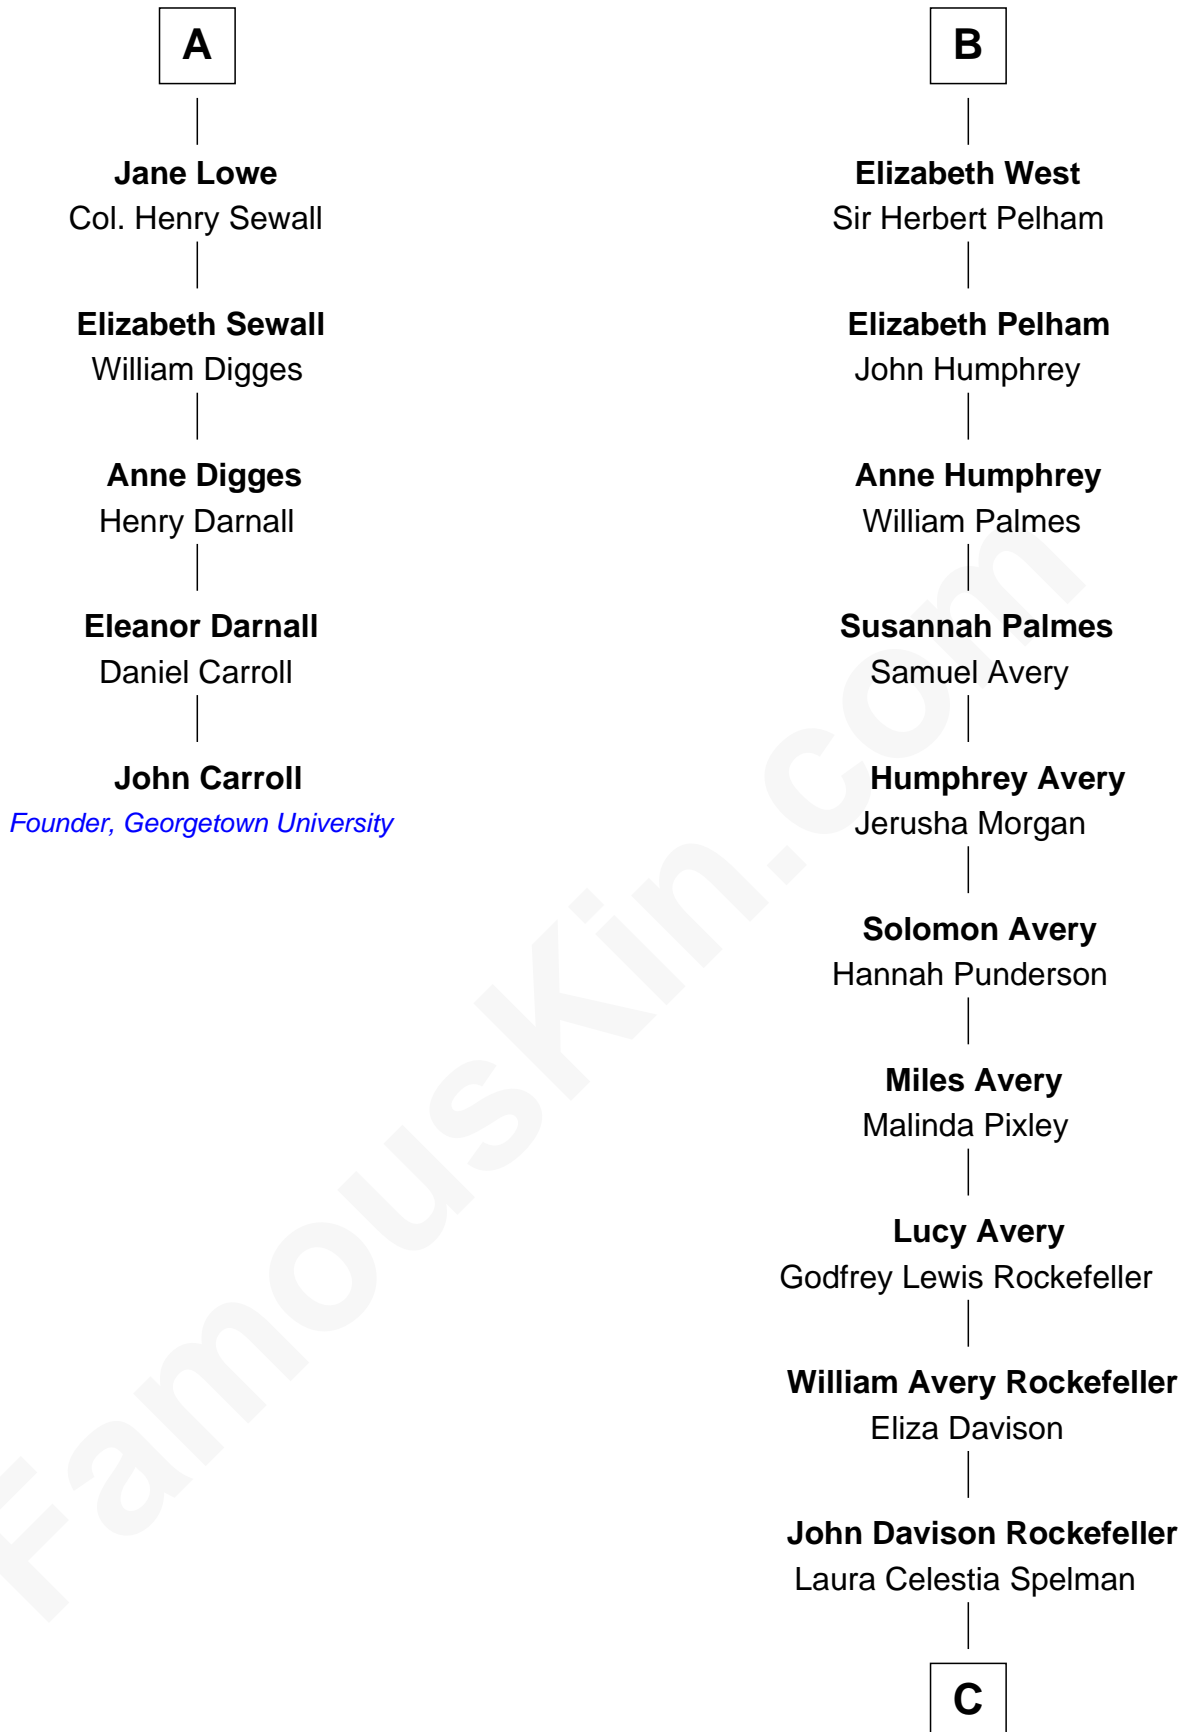 A
Jane Lowe
Col. Henry Sewall
Elizabeth Sewall
William Digges
Anne Digges
Henry Darnall
Eleanor Darnall
Daniel Carroll
John Carroll
Founder, Georgetown University
B
Elizabeth West
Sir Herbert Pelham
Elizabeth Pelham
John Humphrey
Anne Humphrey
William Palmes
Susannah Palmes
Samuel Avery
Humphrey Avery
Jerusha Morgan
Solomon Avery
Hannah Punderson
Miles Avery
Malinda Pixley
Lucy Avery
Godfrey Lewis Rockefeller
William Avery Rockefeller
Eliza Davison
John Davison Rockefeller
Laura Celestia Spelman
C
FamousKin.com